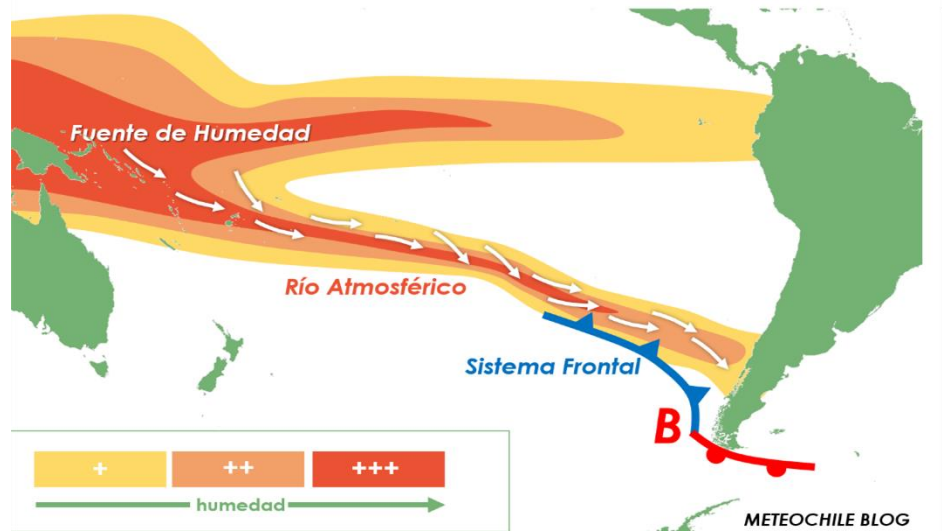 Fuente de Humedad
Río Atmosférico
Sistema Frontal
B
+
++
+++
humedad
METEOCHILE BLOG